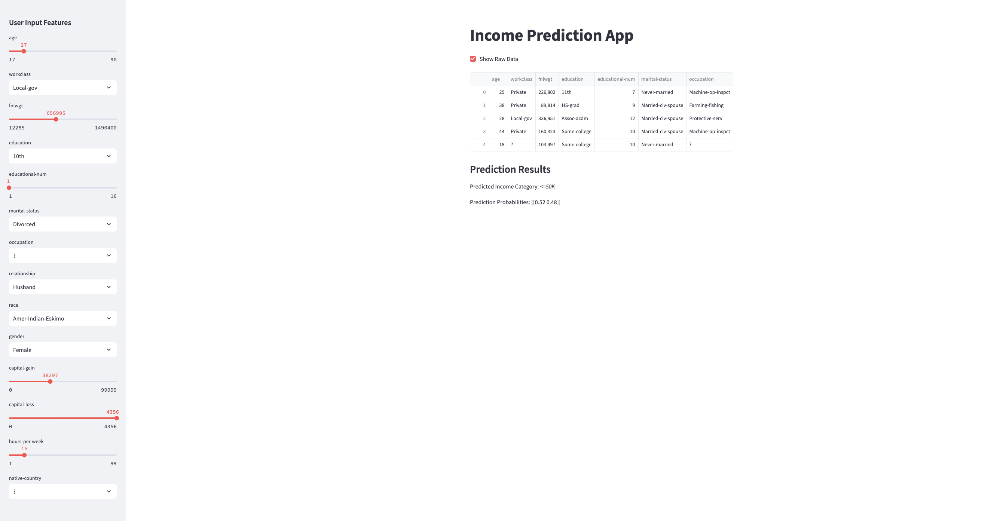 User Input Features
age
27
17 90
workclass
Local-gov
fnlwgt
656995
12285 1490400
education
10th
educational-num
1
1 16
marital-status
Divorced
occupation
?
relationship
Husband
race
Amer-Indian-Eskimo
gender
Female
capital-gain
38297
0 99999
capital-loss
4356
0 4356
hours-per-week
15
1 99
native-country
?
Income Prediction App
Show Raw Data
age workclass fnlwgt education educational-num marital-status occupation
0 25 Private 226,802 11th 7 Never-married Machine-op-inspct
1 38 Private 89,814 HS-grad 9 Married-civ-spouse Farming-fishing
2 28 Local-gov 336,951 Assoc-acdm 12 Married-civ-spouse Protective-serv
3 44 Private 160,323 Some-college 10 Married-civ-spouse Machine-op-inspct
4 18 ? 103,497 Some-college 10 Never-married ?
Prediction Results
Predicted Income Category: <=50K
Prediction Probabilities: [[0.52 0.48]]